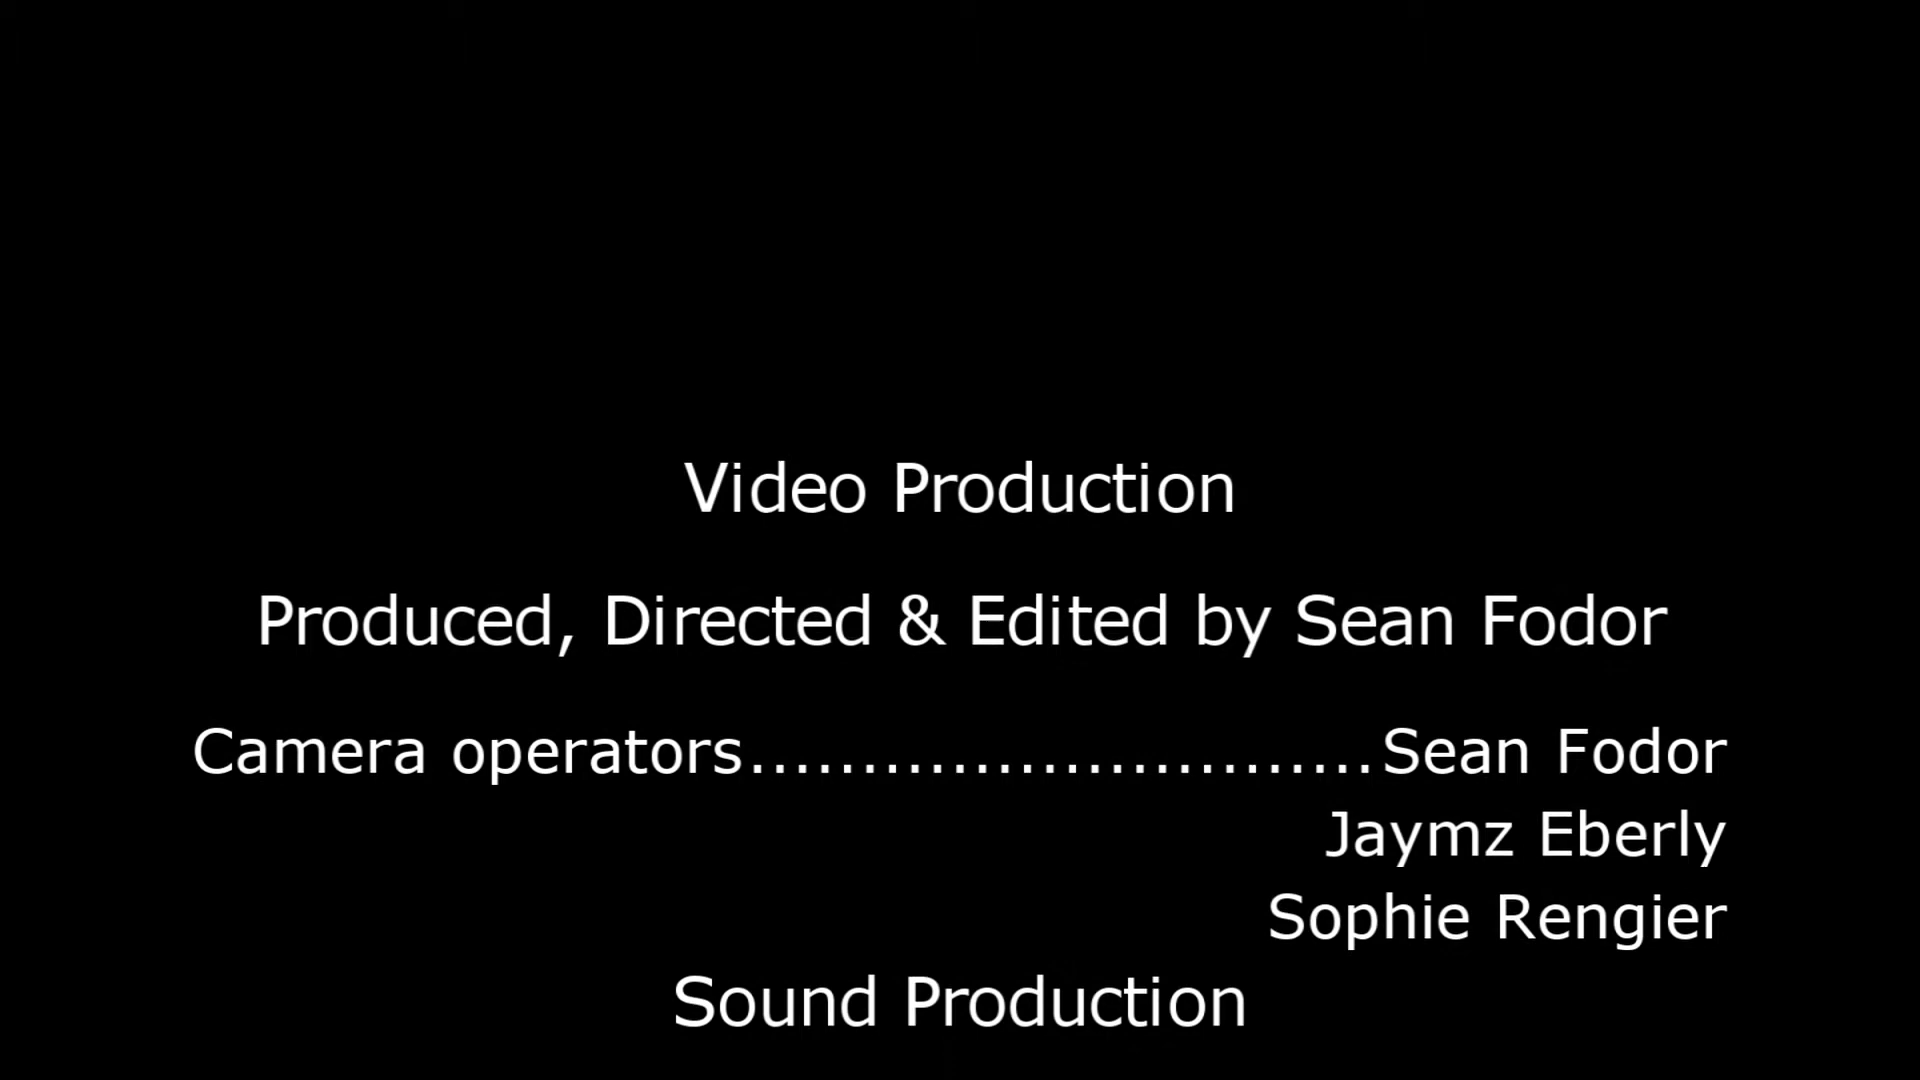 Video Production
Produced, Directed & Edited by Sean Fodor
Camera operators............................Sean Fodor
Jaymz Eberly
Sophie Rengier
Sound Production